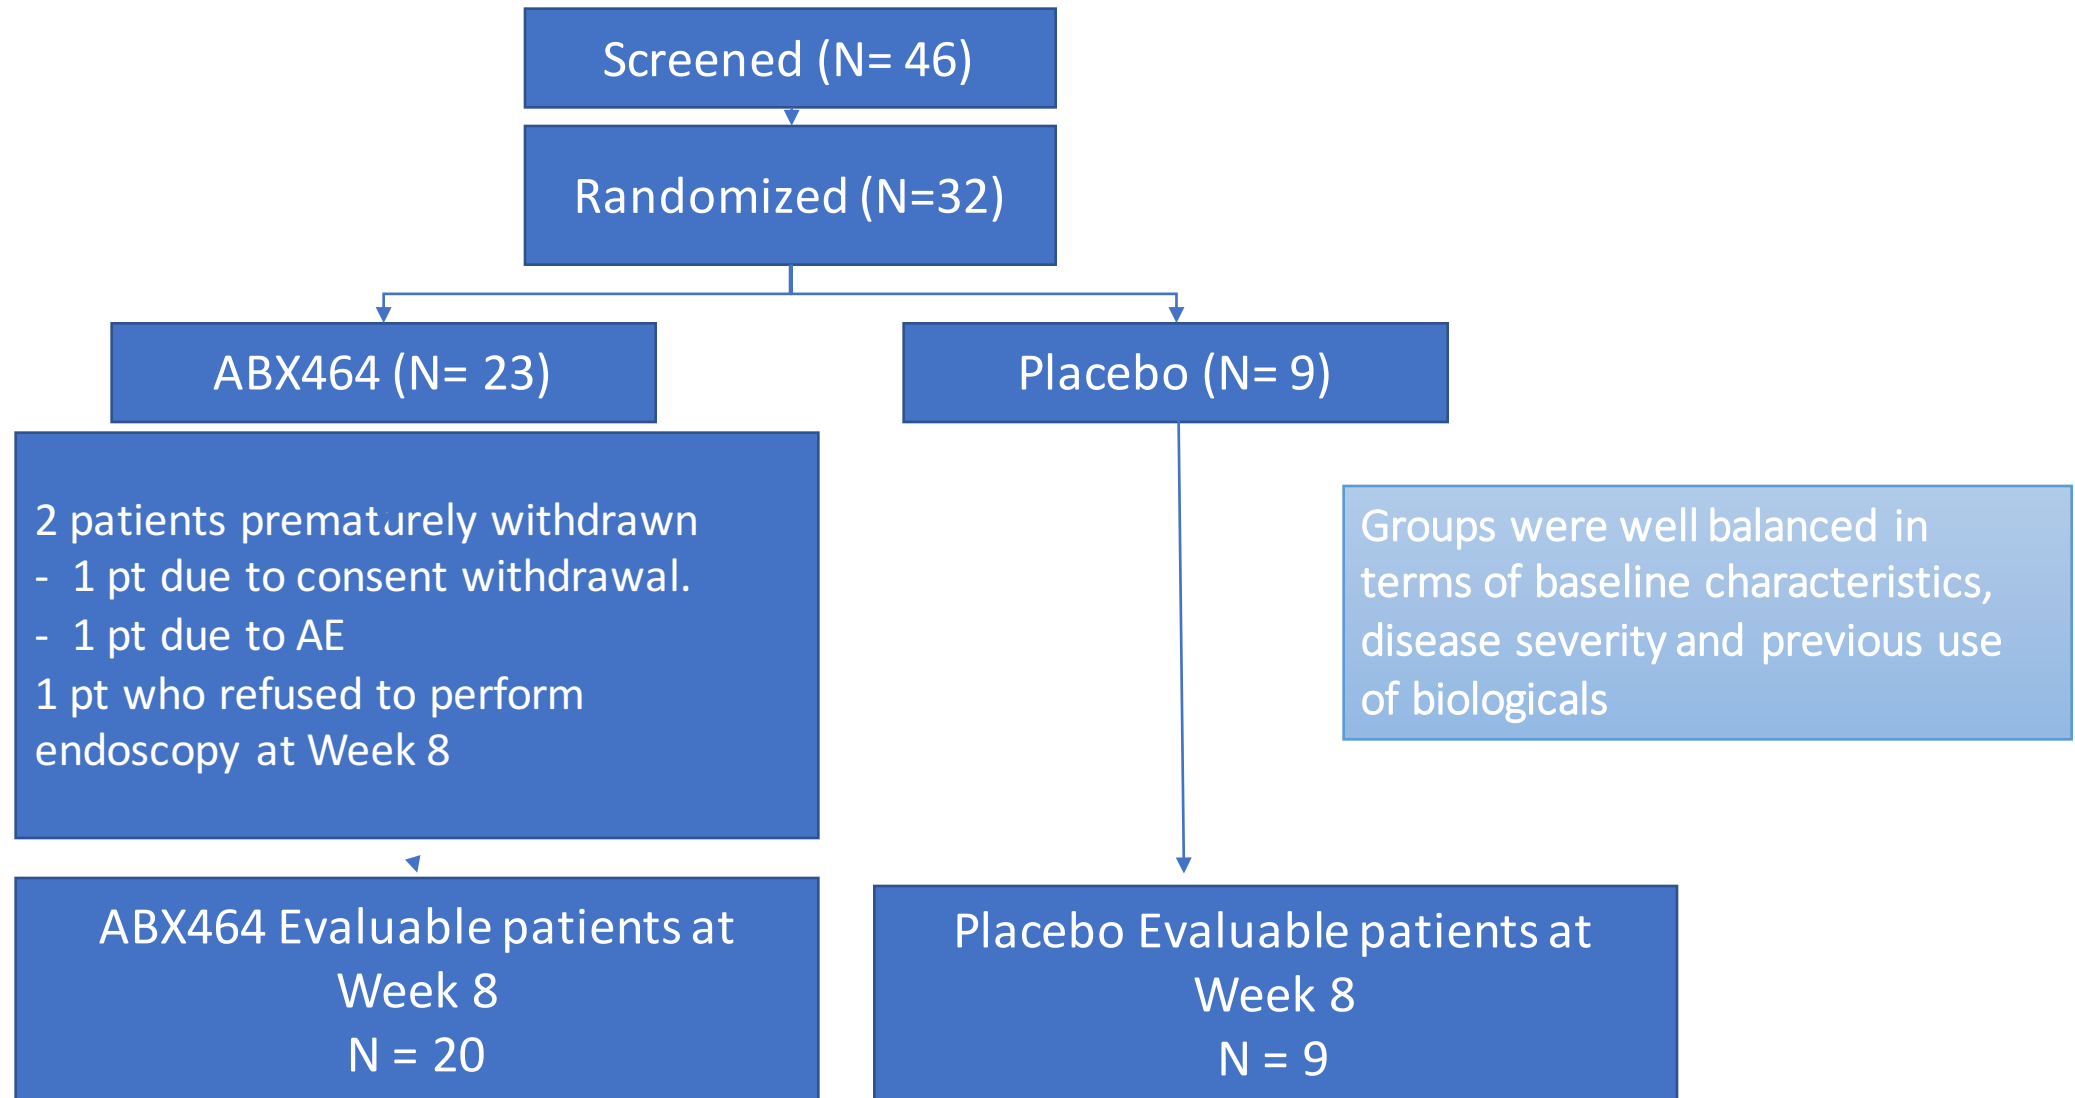 Screened (N= 46)
Randomized (N=32)
ABX464 (N= 23)
Placebo (N= 9)
2 patients prematurely withdrawn
- 1 pt due to consent withdrawal.
- 1 pt due to AE
1 pt who refused to perform
endoscopy at Week 8
Groups were well balanced in
terms of baseline characteristics,
disease severity and previous use
of biologicals
ABX464 Evaluable patients at
Week 8
N = 20
Placebo Evaluable patients at
Week 8
N = 9